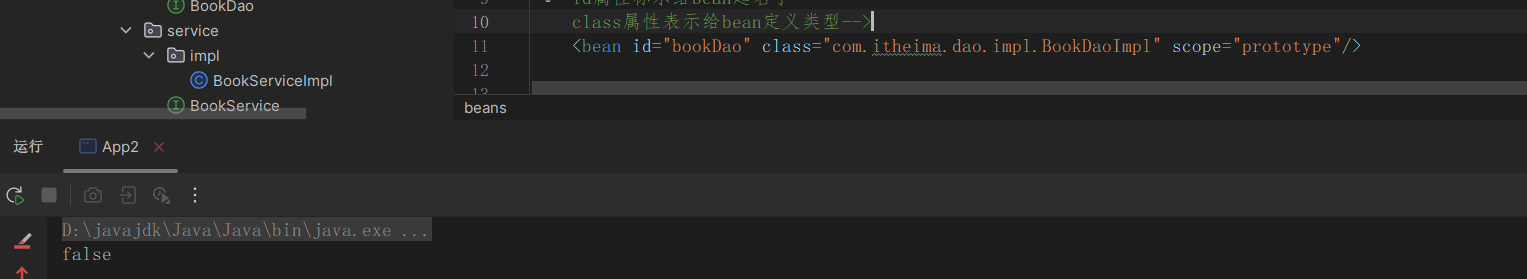 BookDao
service
impl
BookServiceImpl
BookService
10
class属性表示给bean定义类型-->
11
<bean id="bookDao" class="com.itheima.dao.impl.BookDaoImpl" scope="prototype"/>
12
beans
运行
App2
D:\javajdk\Java\Java\bin\java.exe ...
false